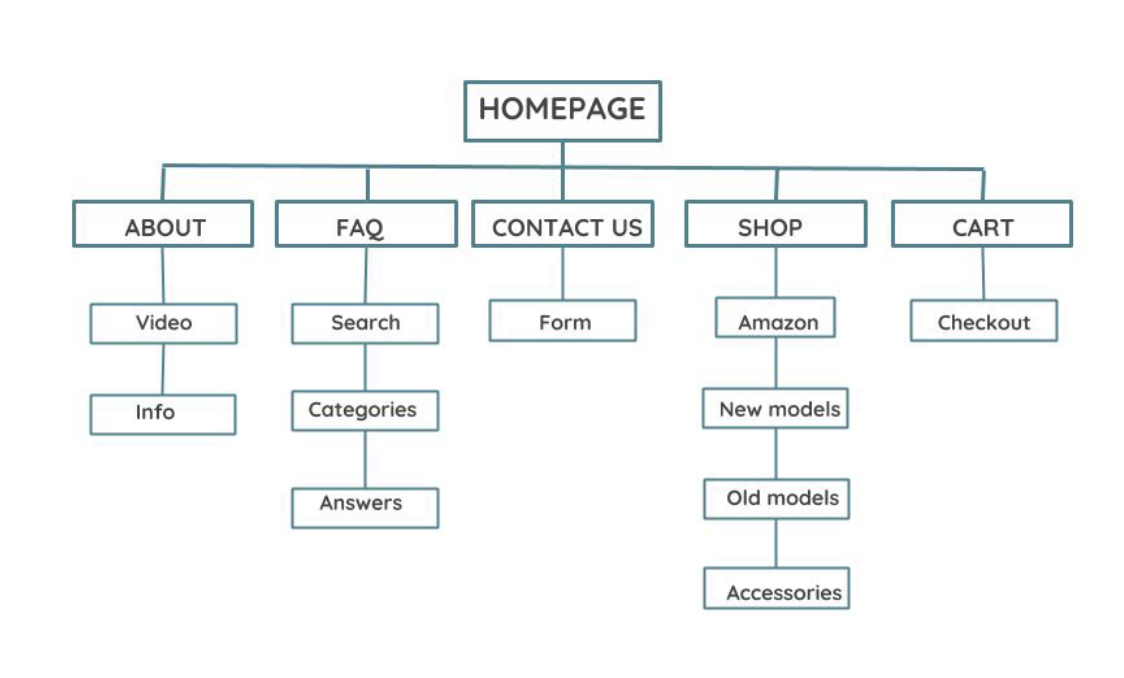 HOMEPAGE
ABOUT
FAQ
CONTACT US
SHOP
CART
Video
Search
Form
Amazon
Checkout
Info
Categories
New models
Answers
Old models
Accessories